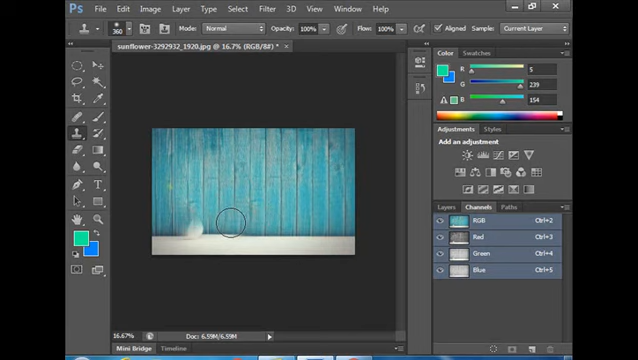 Ps File Edit Image Layer Type Select Filter 3D View Window Help
360 Mode: Normal Opacity: 100% Flow: 100% Aligned Sample: Current Layer
sunflower-3292932_1920.jpg @ 16.7% (RGB/8#) *
Color Swatches
R 5
G 239
B 154
Adjustments Styles
Add an adjustment
Layers Channels Paths
RGB Ctrl+2
Red Ctrl+3
Green Ctrl+4
Blue Ctrl+5
16.67% Doc: 6.59M/6.59M
Mini Bridge Timeline